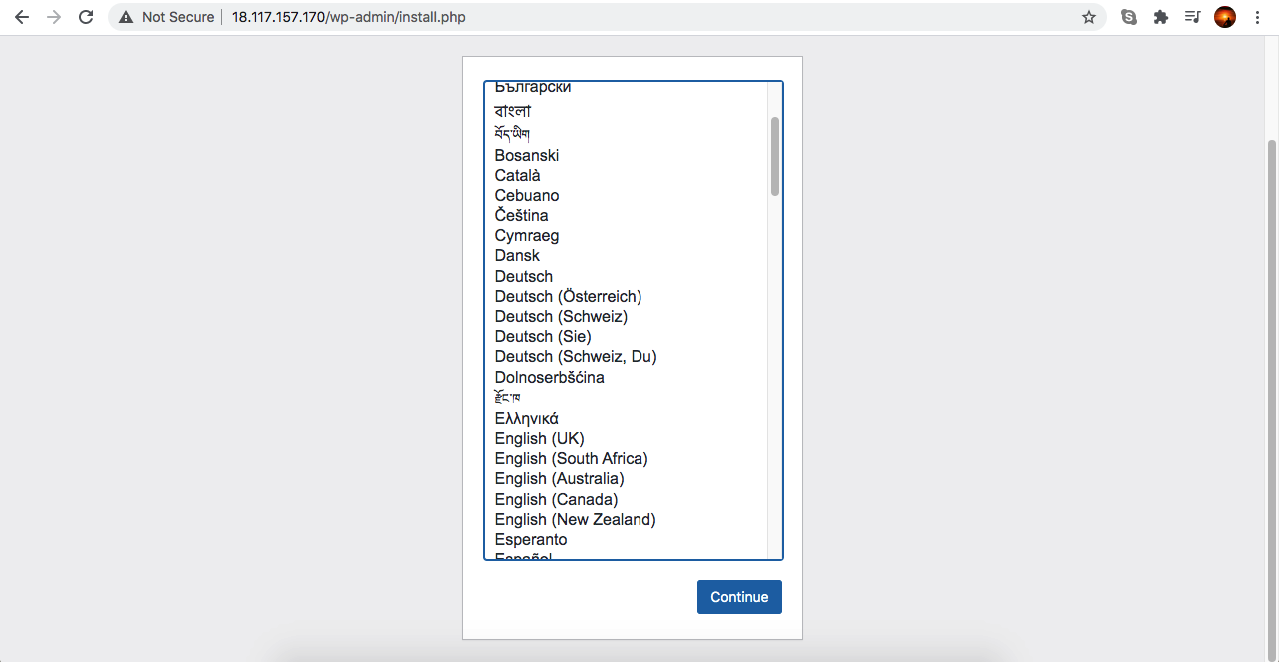 Not Secure
18.117.157.170/wp-admin/install.php
Български
বাংলা
བོད་ཡིག
Bosanski
Català
Cebuano
Čeština
Cymraeg
Dansk
Deutsch
Deutsch (Österreich)
Deutsch (Schweiz)
Deutsch (Sie)
Deutsch (Schweiz, Du)
Dolnoserbšćina
རྫོང་ཁ
Ελληνικά
English (UK)
English (South Africa)
English (Australia)
English (Canada)
English (New Zealand)
Esperanto
Español
Continue